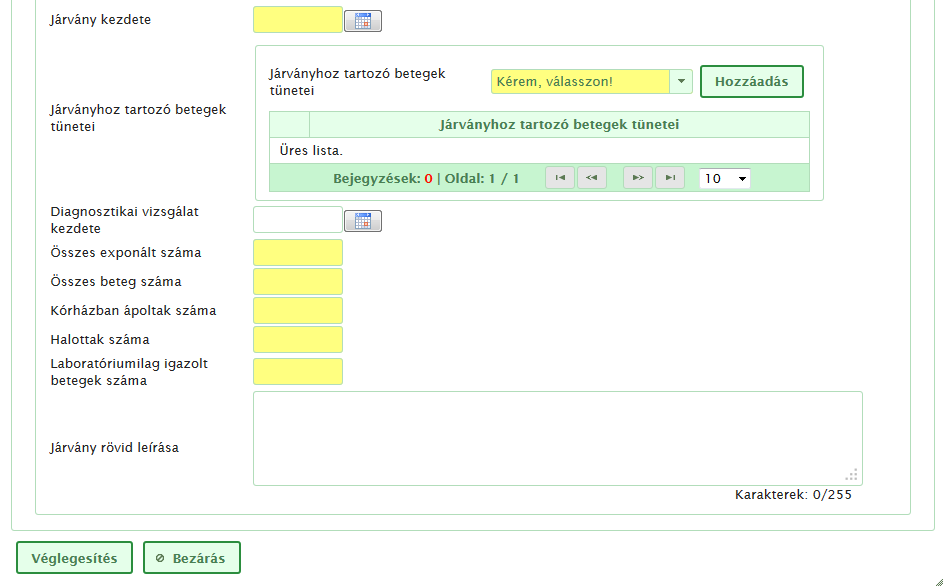 Járvány kezdete
Járványhoz tartozó betegek
tünetei
Járványhoz tartozó betegek
tünetei
Kérem, válasszon!
Hozzáadás
Járványhoz tartozó betegek tünetei
Üres lista.
Bejegyzések: 0 | Oldal: 1 / 1
10
Diagnosztikai vizsgálat
kezdete
Összes exponált száma
Összes beteg száma
Kórházban ápoltak száma
Halottak száma
Laboratóriumilag igazolt
betegek száma
Járvány rövid leírása
Karakterek: 0/255
Véglegesítés
Bezárás